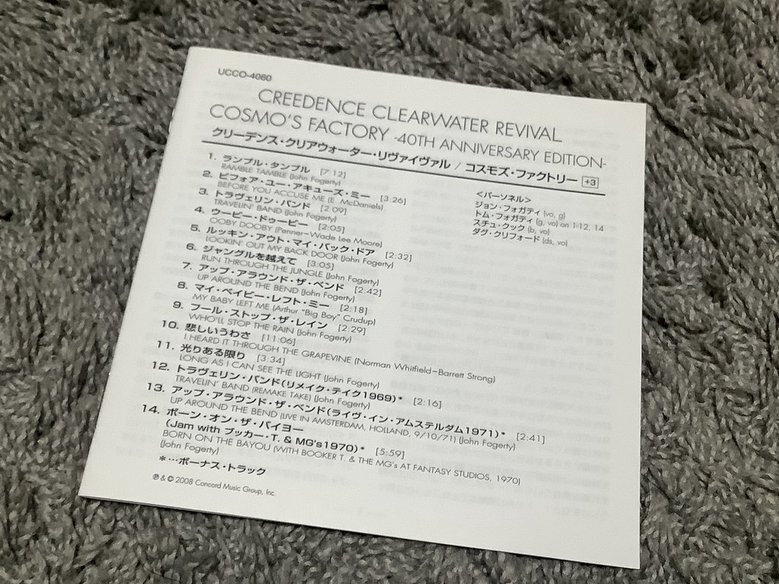 UCCO-4060
CREEDENCE CLEARWATER REVIVAL
COSMO'S FACTORY -40TH ANNIVERSARY EDITION-
クリーデンス・クリアウォーター・リヴァイヴァル / コスモズ・ファクトリー +3
1. ランブル・タンブル [7:12]
RAMBLE TAMBLE (John Fogerty)
2. ビフォア・ユー・アキューズ・ミー [3:26]
BEFORE YOU ACCUSE ME (E. McDaniels)
3. トラヴェリン・バンド [2:09]
TRAVELIN' BAND (John Fogerty)
4. ウービー・ドゥービー [2:05]
OOBY DOOBY (Penner–Wade Lee Moore)
5. ルッキン・アウト・マイ・バック・ドア [2:32]
LOOKIN' OUT MY BACK DOOR (John Fogerty)
6. ジャングルを越えて [3:05]
RUN THROUGH THE JUNGLE (John Fogerty)
7. アップ・アラウンド・ザ・ベンド [2:42]
UP AROUND THE BEND (John Fogerty)
8. マイ・ベイビー・レフト・ミー [2:18]
MY BABY LEFT ME (Arthur "Big Boy" Crudup)
9. フール・ストップ・ザ・レイン [2:29]
WHO'LL STOP THE RAIN (John Fogerty)
10. 悲しいうわさ [11:06]
I HEARD IT THROUGH THE GRAPEVINE (Norman Whitfield–Barrett Strong)
11. 光りある限り [3:34]
LONG AS I CAN SEE THE LIGHT (John Fogerty)
12. トラヴェリン・バンド(リメイク・テイク1969)* [2:16]
TRAVELIN' BAND (REMAKE TAKE) (John Fogerty)
13. アップ・アラウンド・ザ・ベンド(ライヴ・イン・アムステルダム1971)* [2:41]
UP AROUND THE BEND (LIVE IN AMSTERDAM, HOLLAND, 9/10/71) (John Fogerty)
14. ボーン・オン・ザ・バイヨー
(Jam with ブッカー・T. & MG's1970)* [5:59]
BORN ON THE BAYOU (WITH BOOKER T. & THE MG's AT FANTASY STUDIOS, 1970)
(John Fogerty)
*…ボーナス・トラック
℗ & © 2008 Concord Music Group, Inc.
<パーソネル>
ジョン・フォガティ (vo, g)
トム・フォガティ (g, vo) on 1-12, 14
スチュ・クック (b, vo)
ダグ・クリフォード (ds, vo)